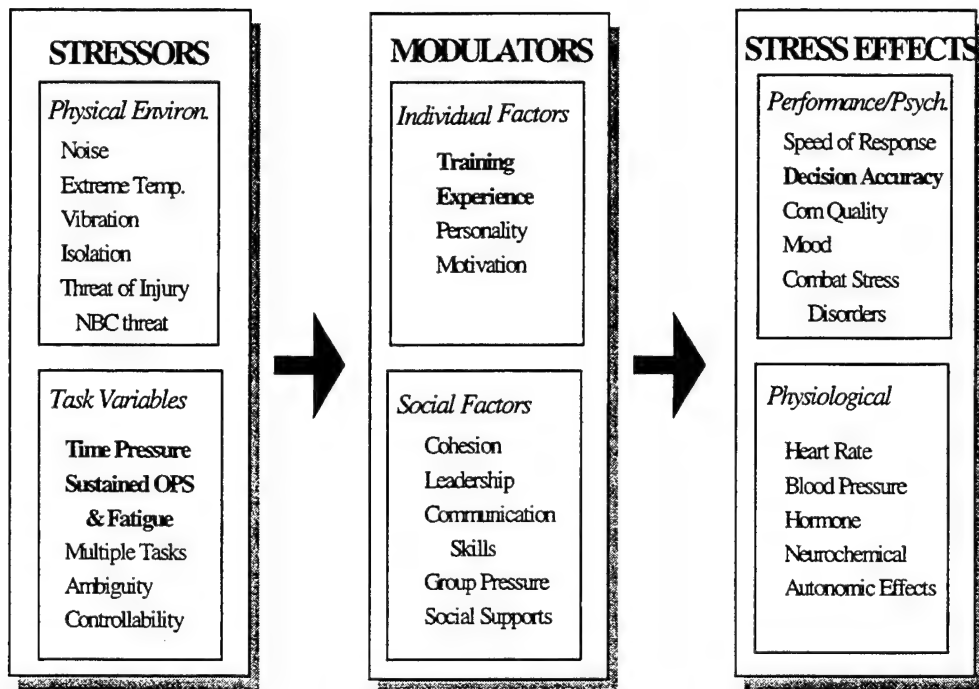 STRESSORS
Physical Environ.
Noise
Extreme Temp.
Vibration
Isolation
Threat of Injury
NBC threat
Task Variables
Time Pressure
Sustained OPS
& Fatigue
Multiple Tasks
Ambiguity
Controllability
MODULATORS
Individual Factors
Training
Experience
Personality
Motivation
Social Factors
Cohesion
Leadership
Communication
Skills
Group Pressure
Social Supports
STRESS EFFECTS
Performance/Psych.
Speed of Response
Decision Accuracy
Com Quality
Mood
Combat Stress
Disorders
Physiological
Heart Rate
Blood Pressure
Hormone
Neurochemical
Autonomic Effects